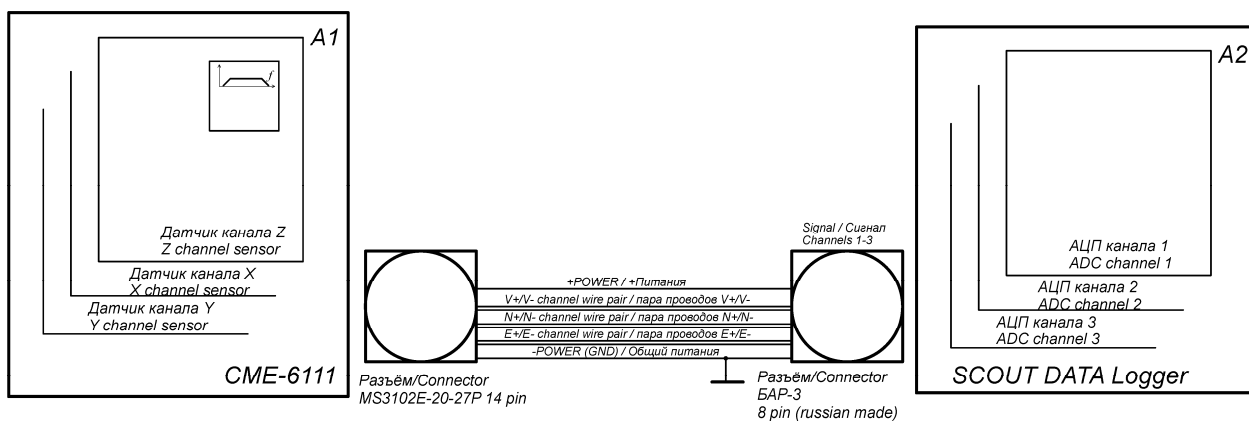 A1
f
Датчик канала Z
Z channel sensor
Датчик канала X
X channel sensor
Датчик канала Y
Y channel sensor
CME-6111
Разъём/Connector
MS3102E-20-27P 14 pin
+POWER / +Питания
V+/V- channel wire pair / пара проводов V+/V-
N+/N- channel wire pair / пара проводов N+/N-
E+/E- channel wire pair / пара проводов E+/E-
-POWER (GND) / Общий питания
Signal / Сигнал
Channels 1-3
Разъём/Connector
БАР-3
8 pin (russian made)
A2
АЦП канала 1
ADC channel 1
АЦП канала 2
ADC channel 2
АЦП канала 3
ADC channel 3
SCOUT DATA Logger